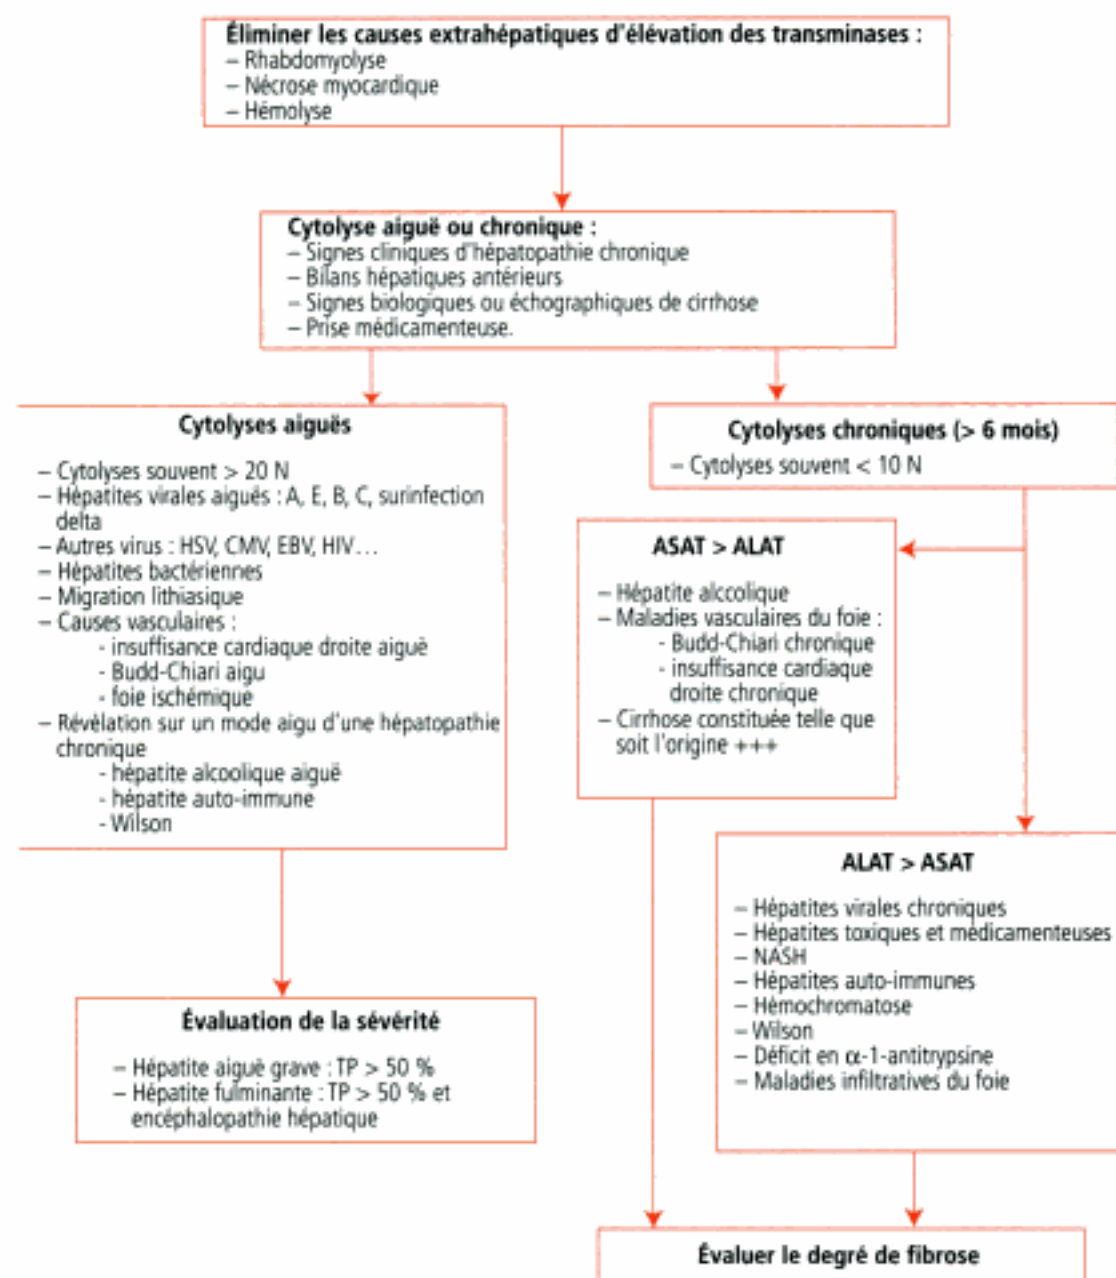 Éliminer les causes extrahépatiques d'élévation des transminases :
– Rhabdomyolyse
– Nécrose myocardique
– Hémolyse
Cytolyse aiguë ou chronique :
– Signes cliniques d'hépatopathie chronique
– Bilans hépatiques antérieurs
– Signes biologiques ou échographiques de cirrhose
– Prise médicamenteuse.
Cytolyses aiguës
– Cytolyses souvent > 20 N
– Hépatites virales aiguës : A, E, B, C, surinfection
delta
– Autres virus : HSV, CMV, EBV, HIV…
– Hépatites bactériennes
– Migration lithiasique
– Causes vasculaires :
- insuffisance cardiaque droite aiguë
- Budd-Chiari aigu
- foie ischémique
– Révélation sur un mode aigu d'une hépatopathie
chronique
- hépatite alcoolique aiguë
- hépatite auto-immune
- Wilson
Évaluation de la sévérité
– Hépatite aiguë grave : TP > 50 %
– Hépatite fulminante : TP > 50 % et
encéphalopathie hépatique
Cytolyses chroniques (> 6 mois)
– Cytolyses souvent < 10 N
ASAT > ALAT
– Hépatite alccolique
– Maladies vasculaires du foie :
- Budd-Chiari chronique
- insuffisance cardiaque
droite chronique
– Cirrhose constituée telle que
soit l'origine +++
ALAT > ASAT
– Hépatites virales chroniques
– Hépatites toxiques et médicamenteuses
– NASH
– Hépatites auto-immunes
– Hémochromatose
– Wilson
– Déficit en α-1-antitrypsine
– Maladies infiltratives du foie
Évaluer le degré de fibrose